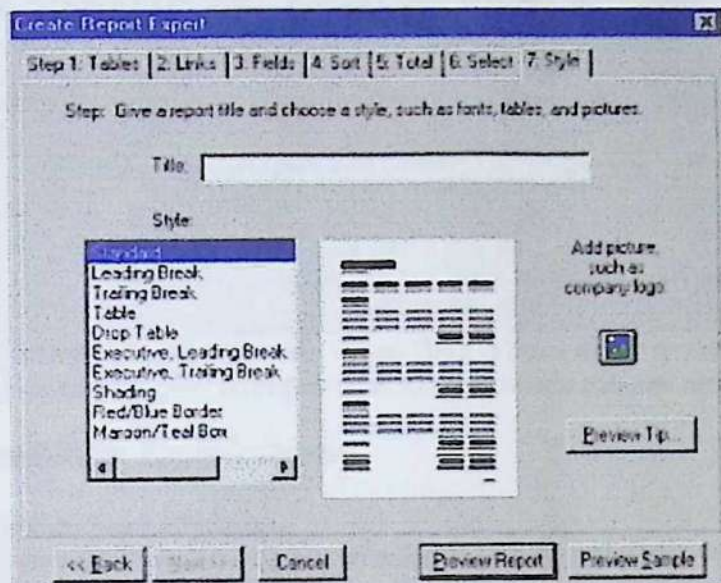 Create Report Expert
Step 1: Tables 2: Links 3: Fields 4: Sort 5: Total 6: Select 7: Style
Step: Give a report title and choose a style, such as fonts, tables, and pictures.
Title:
Style:
Standard
Leading Break
Trailing Break
Table
Drop Table
Executive, Leading Break
Executive, Trailing Break
Shading
Red/Blue Border
Maroon/Teal Box
Add picture,
such as
company logo:
Preview Tip...
<< Back Cancel Preview Report Preview Sample